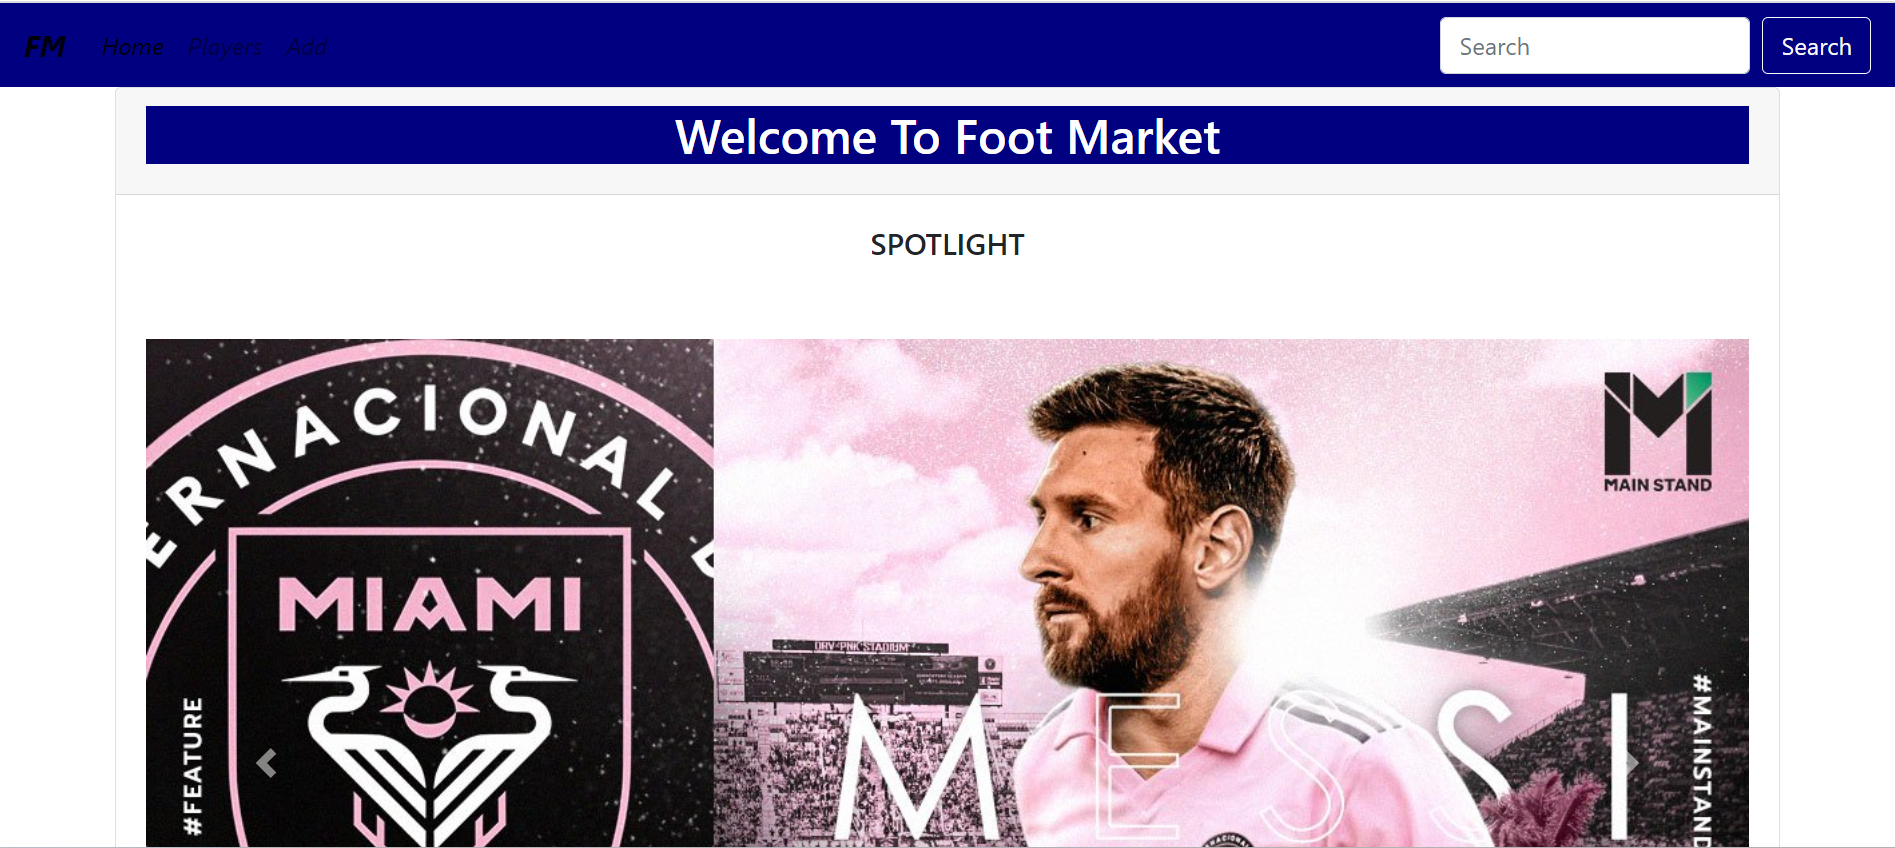 FM Home Players Add Search Search
Welcome To Foot Market
SPOTLIGHT
ERNACIONAL D
MIAMI
#FEATURE
MAIN STAND
DRV PNK STADIUM
MESSI
#MAINSTAND